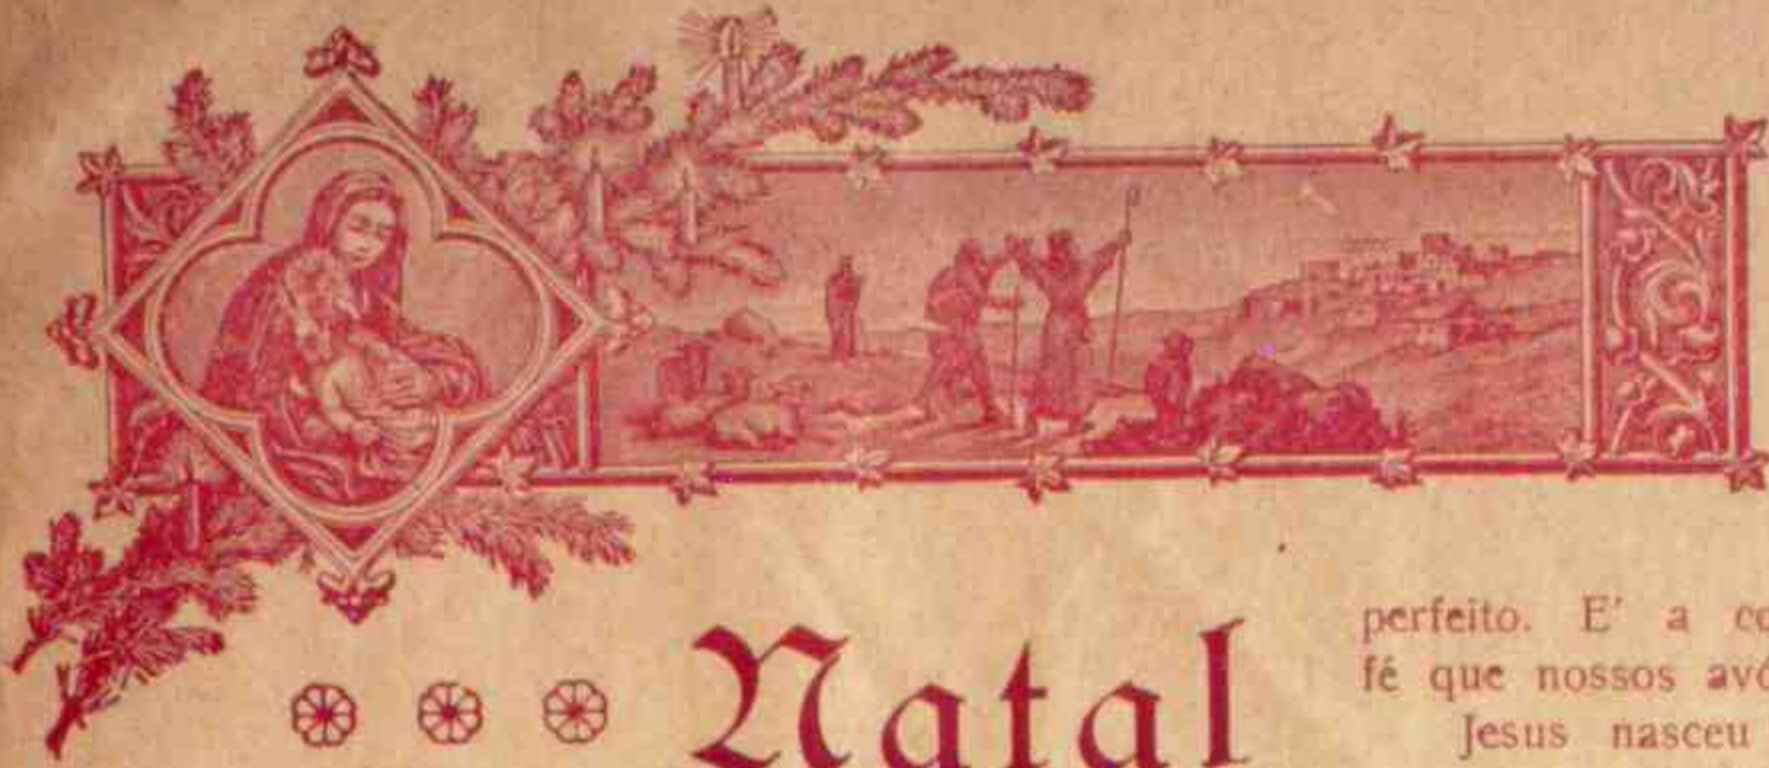 Natal
perfeito. E' a
fé que nossos
Jesus nasceu